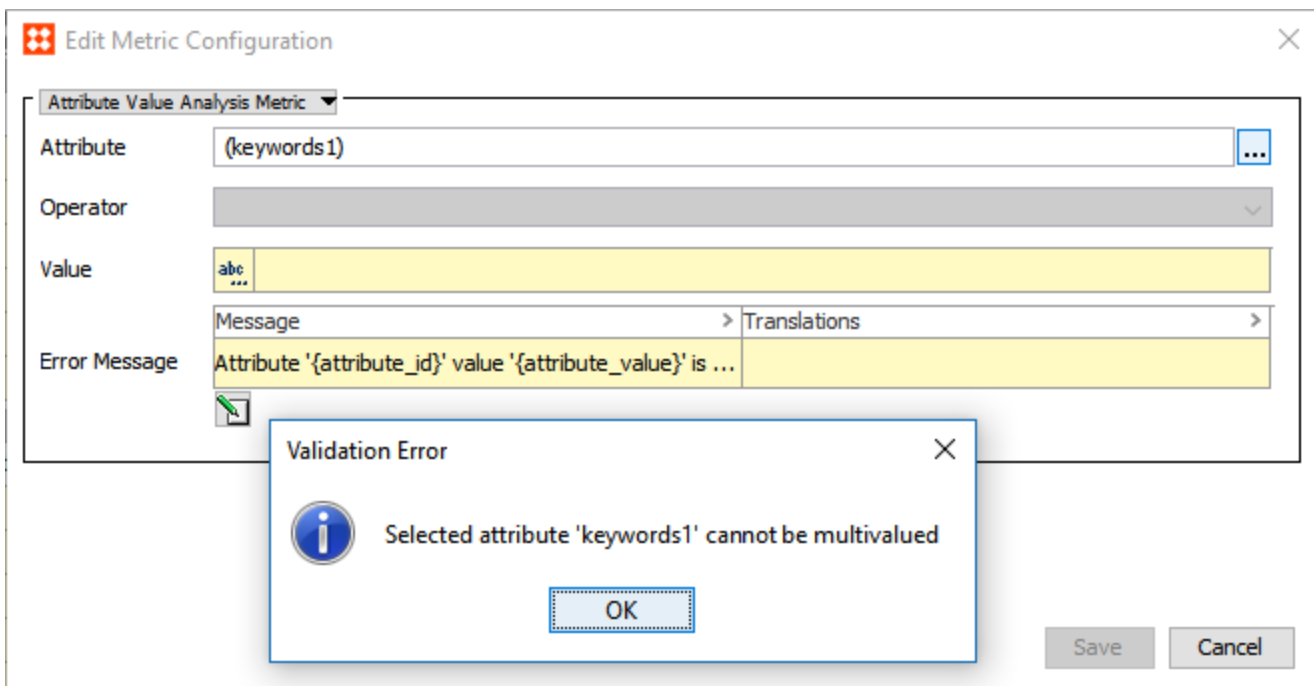 Edit Metric Configuration
Attribute Value Analysis Metric
Attribute (keywords1) ...
Operator
Value abc...
Message > Translations >
Error Message Attribute '{attribute_id}' value '{attribute_value}' is ...
Validation Error
Selected attribute 'keywords1' cannot be multivalued
OK
Save Cancel